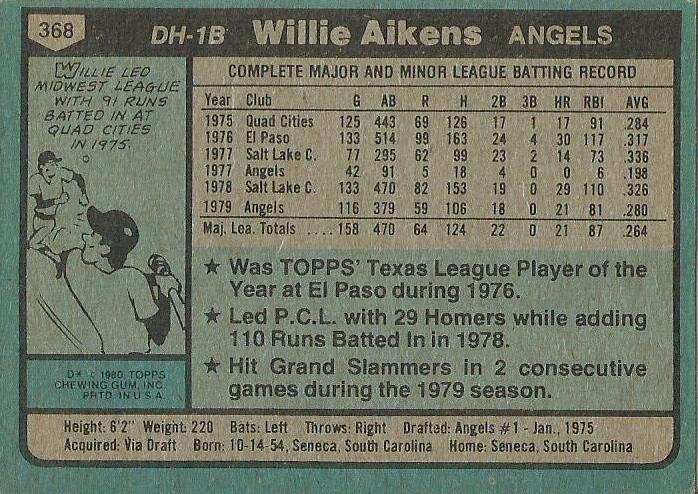 368 DH-1B Willie Aikens ANGELS
WILLIE LED
MIDWEST LEAGUE
WITH 91 RUNS
BATTED IN AT
QUAD CITIES
IN 1975.
COMPLETE MAJOR AND MINOR LEAGUE BATTING RECORD
Year Club G AB R H 2B 3B HR RBI AVG
1975 Quad Cities 125 443 69 126 17 1 17 91 .284
1976 El Paso 133 514 99 163 24 4 30 117 .317
1977 Salt Lake C. 77 295 62 99 23 2 14 73 .336
1977 Angels 42 91 5 18 4 0 0 6 .198
1978 Salt Lake C. 133 470 82 153 19 0 29 110 .326
1979 Angels 116 379 59 106 18 0 21 81 .280
Maj. Lea. Totals .... 158 470 64 124 22 0 21 87 .264
★ Was TOPPS' Texas League Player of the
Year at El Paso during 1976.
★ Led P.C.L. with 29 Homers while adding
110 Runs Batted In in 1978.
★ Hit Grand Slammers in 2 consecutive
games during the 1979 season.
D* © 1980, TOPPS
CHEWING GUM, INC.
PRTD. IN U.S.A.
Height: 6'2" Weight: 220 Bats: Left Throws: Right Drafted: Angels #1 - Jan., 1975
Acquired: Via Draft Born: 10-14-54, Seneca, South Carolina Home: Seneca, South Carolina